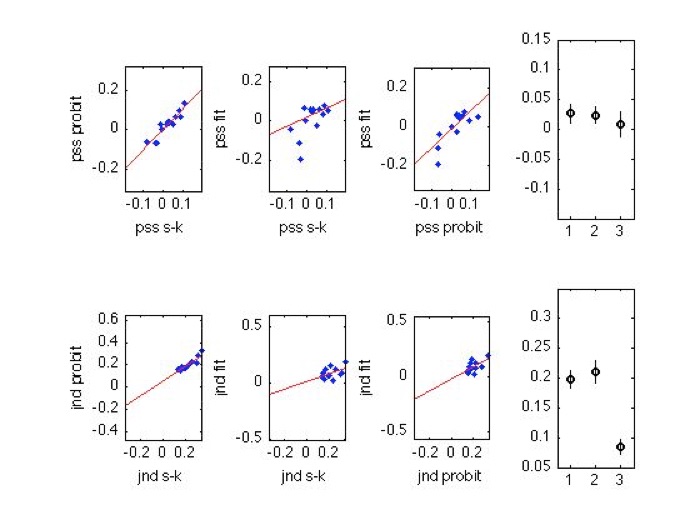 pss probit
0.2
0
-0.2
-0.1 0 0.1
pss s-k
pss fit
0.2
0
-0.2
-0.1 0 0.1
pss s-k
pss fit
0.2
0
-0.2
-0.1 0 0.1
pss probit
0.15
0.1
0.05
0
-0.05
-0.1
1 2 3
jnd probit
0.6
0.4
0.2
0
-0.2
-0.4
-0.2 0 0.2
jnd s-k
jnd fit
0.5
0
-0.5
-0.2 0 0.2
jnd s-k
jnd fit
0.5
0
-0.5
-0.2 0 0.2
jnd probit
0.3
0.25
0.2
0.15
0.1
0.05
1 2 3